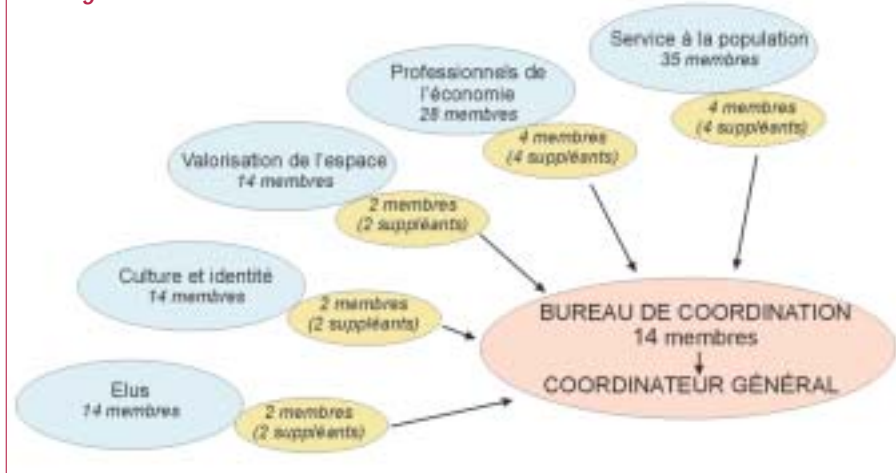 Service à la population
35 membres
4 membres
(4 suppléants)
Professionnels de
l'économie
28 membres
4 membres
(4 suppléants)
Valorisation de l'espace
14 membres
2 membres
(2 suppléants)
Culture et identité
14 membres
2 membres
(2 suppléants)
Elus
14 membres
2 membres
(2 suppléants)
BUREAU DE COORDINATION
14 membres
COORDINATEUR GÉNÉRAL